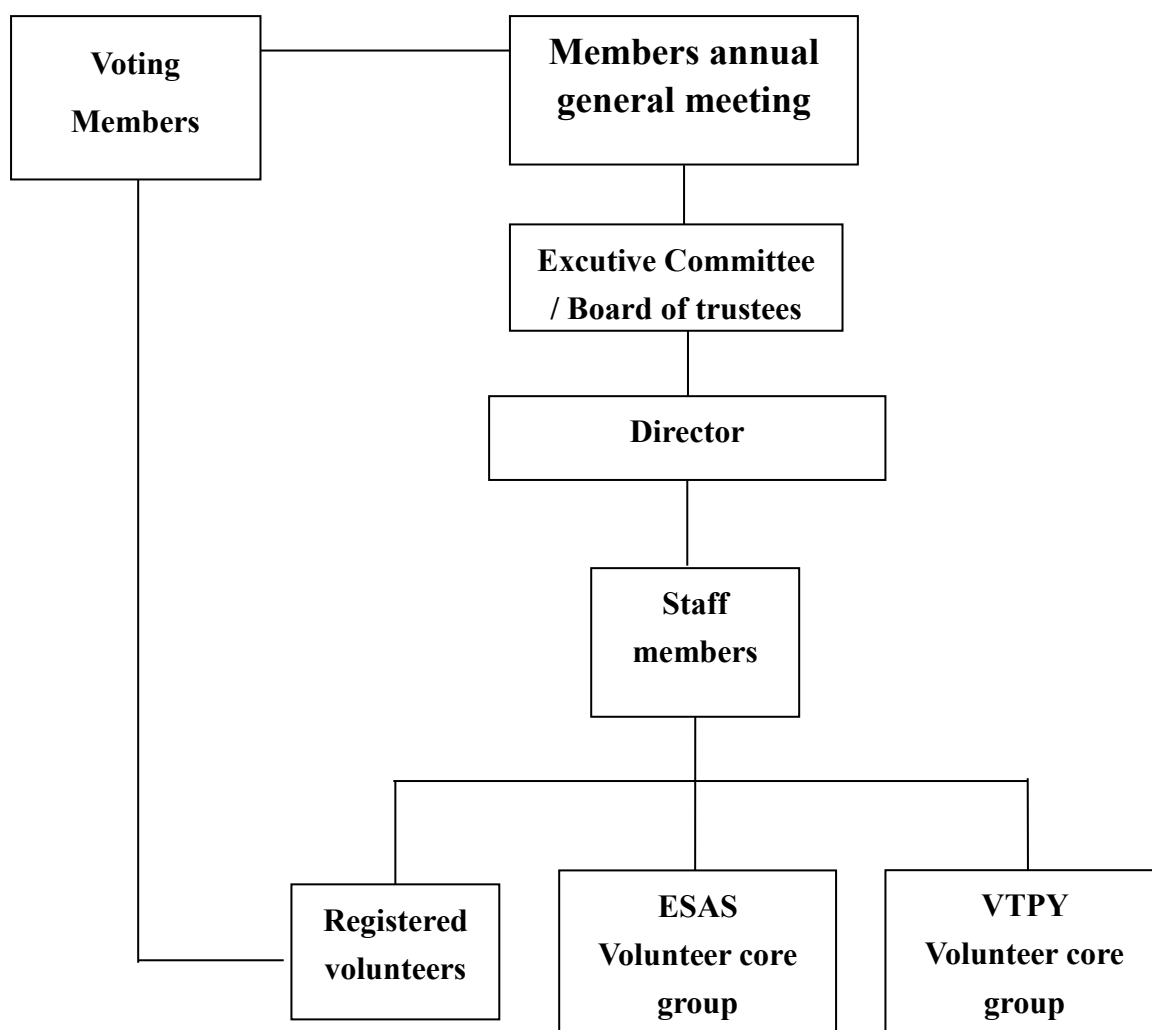 Voting
Members
Members annual
general meeting
Excutive Committee
/ Board of trustees
Director
Staff
members
Registered
volunteers
ESAS
Volunteer core
group
VTPY
Volunteer core
group